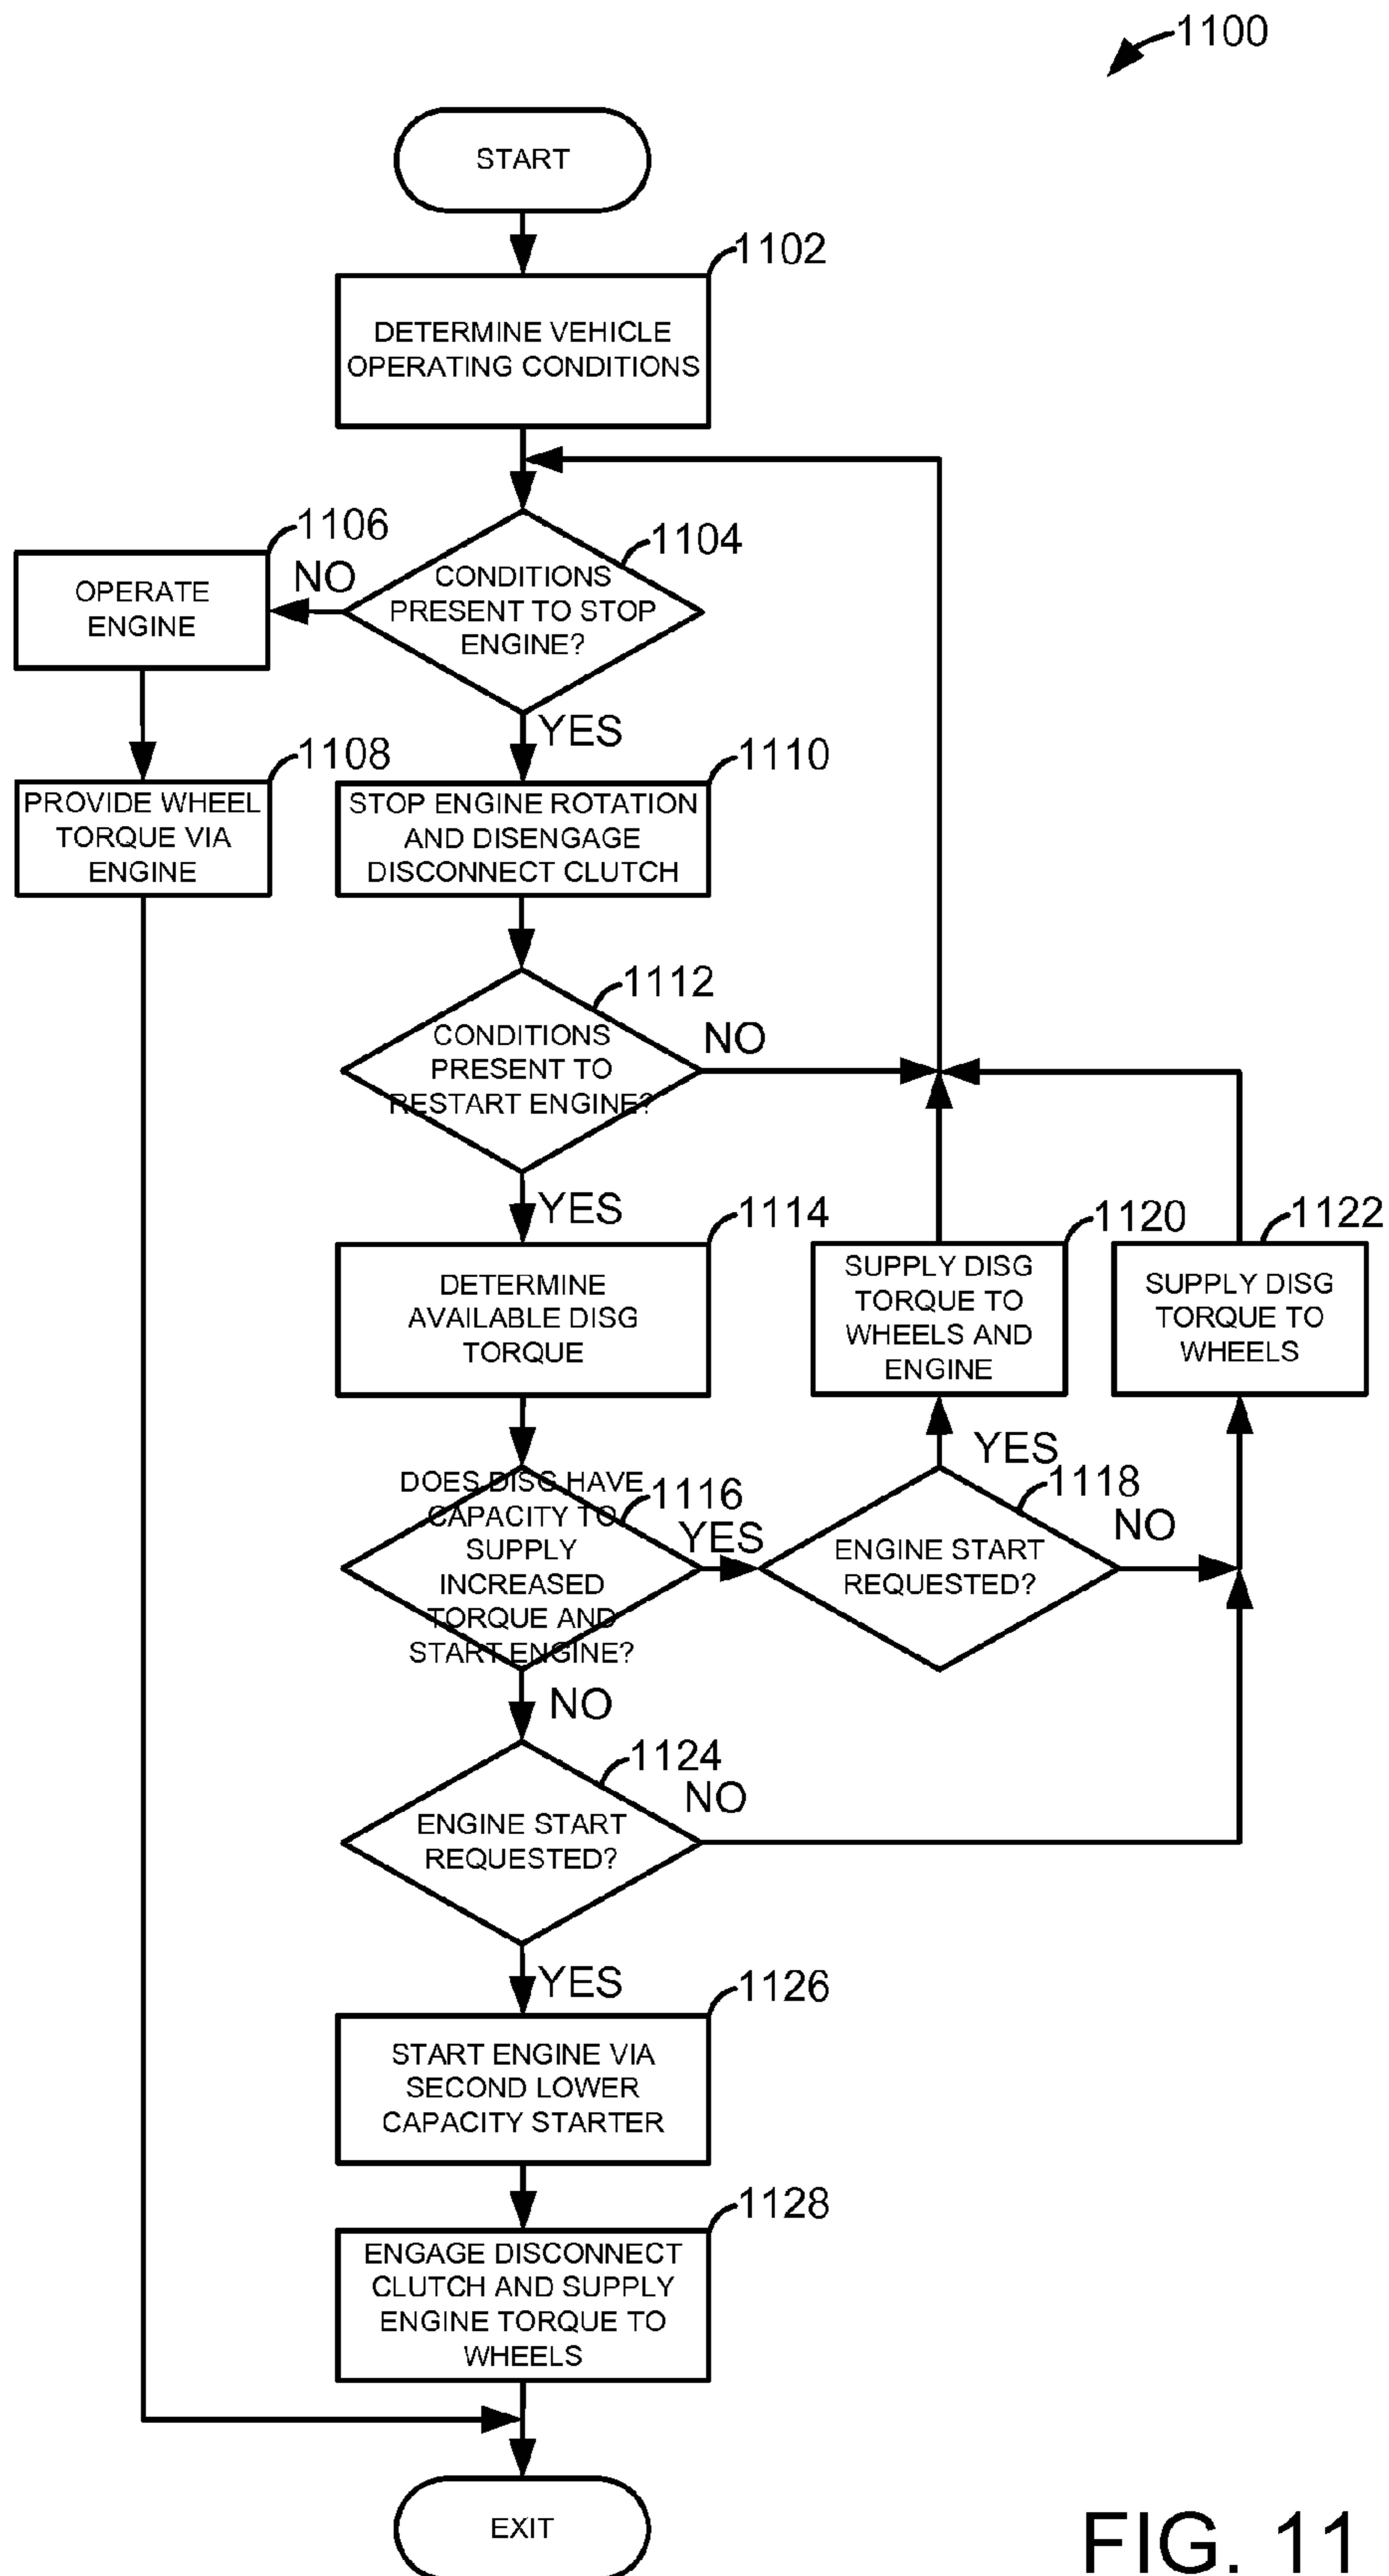 1100
START
1102
DETERMINE VEHICLE
OPERATING CONDITIONS
1106
OPERATE
ENGINE
NO
1104
CONDITIONS
PRESENT TO STOP
ENGINE?
YES
1108
PROVIDE WHEEL
TORQUE VIA
ENGINE
1110
STOP ENGINE ROTATION
AND DISENGAGE
DISCONNECT CLUTCH
1112
CONDITIONS
PRESENT TO
RESTART ENGINE?
NO
YES
1114
DETERMINE
AVAILABLE DISG
TORQUE
1120
SUPPLY DISG
TORQUE TO
WHEELS AND
ENGINE
1122
SUPPLY DISG
TORQUE TO
WHEELS
1116
DOES DISG HAVE
CAPACITY TO
SUPPLY
INCREASED
TORQUE AND
START ENGINE?
YES
YES
1118
ENGINE START
REQUESTED?
NO
NO
1124
ENGINE START
REQUESTED?
NO
YES
1126
START ENGINE VIA
SECOND LOWER
CAPACITY STARTER
1128
ENGAGE DISCONNECT
CLUTCH AND SUPPLY
ENGINE TORQUE TO
WHEELS
EXIT
FIG. 11